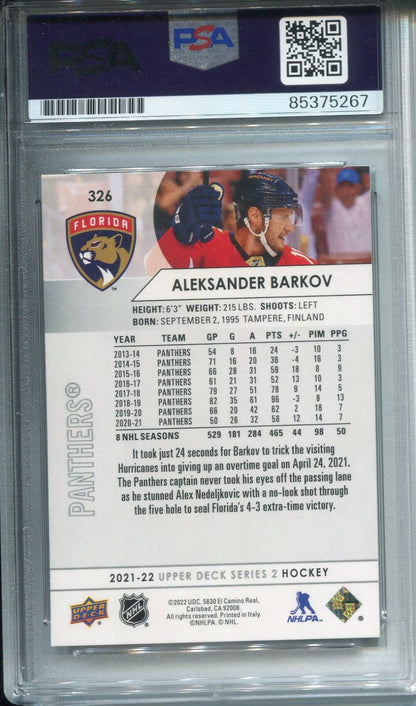 PSA
PSA
85375267
326
FLORIDA
TM
ALEKSANDER BARKOV
HEIGHT: 6'3" WEIGHT: 215 LBS. SHOOTS: LEFT
BORN: SEPTEMBER 2, 1995 TAMPERE, FINLAND
YEAR TEAM GP G A PTS +/- PIM PPG
2013-14 PANTHERS 54 8 16 24 -3 10 3
2014-15 PANTHERS 71 16 20 36 -4 16 3
2015-16 PANTHERS 66 28 31 59 18 8 9
2016-17 PANTHERS 61 21 31 52 13 10 3
2017-18 PANTHERS 79 27 51 78 9 14 5
2018-19 PANTHERS 82 35 61 96 -3 8 13
2019-20 PANTHERS 66 20 42 62 2 18 7
2020-21 PANTHERS 50 26 32 58 12 14 7
8 NHL SEASONS 529 181 284 465 44 98 50
PANTHERS®
It took just 24 seconds for Barkov to trick the visiting
Hurricanes into giving up an overtime goal on April 24, 2021.
The Panthers captain never took his eyes off the passing lane
as he stunned Alex Nedeljkovic with a no-look shot through
the five hole to seal Florida's 4-3 extra-time victory.
2021-22 UPPER DECK SERIES 2 HOCKEY
UPPER DECK
NHL
©2022 UDC. 5830 El Camino Real,
Carlsbad, CA 92008.
All rights reserved. Printed in Italy.
©NHLPA. © NHL.
NHLPA
®